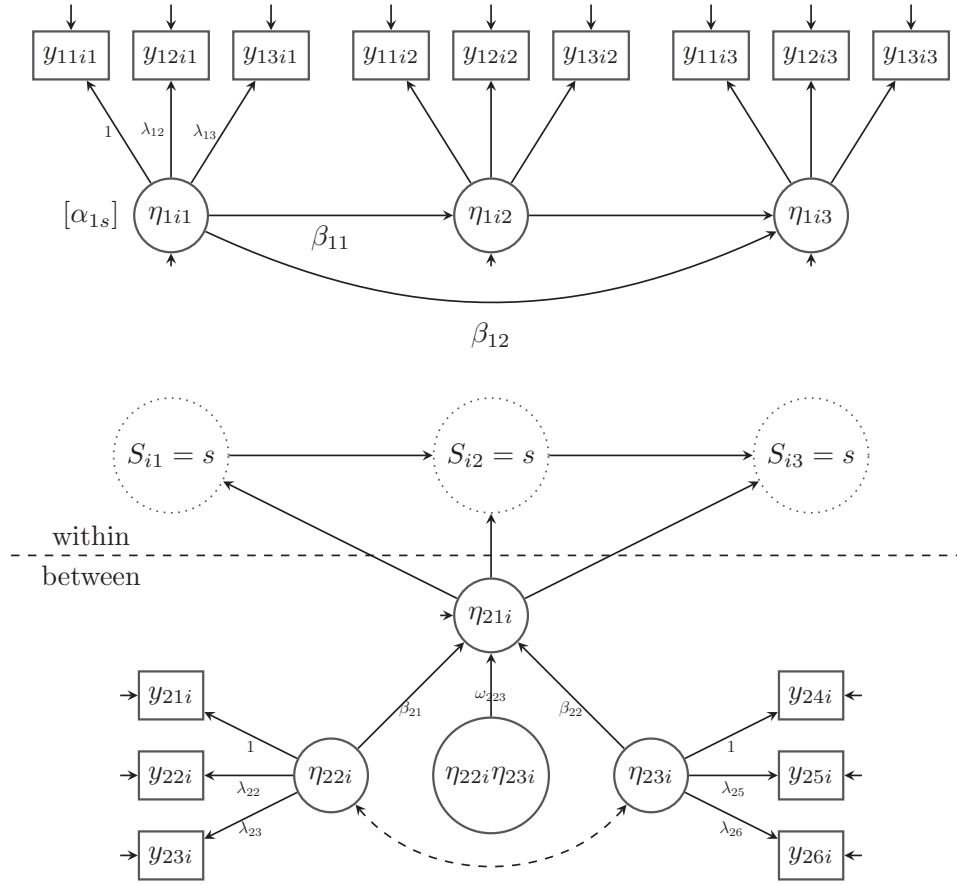 y₁₁ᵢ₁ y₁₂ᵢ₁ y₁₃ᵢ₁ y₁₁ᵢ₂ y₁₂ᵢ₂ y₁₃ᵢ₂ y₁₁ᵢ₃ y₁₂ᵢ₃ y₁₃ᵢ₃
1 λ₁₂ λ₁₃
[α₁ₛ] η₁ᵢ₁ η₁ᵢ₂ η₁ᵢ₃
β₁₁
β₁₂
Sᵢ₁ = s Sᵢ₂ = s Sᵢ₃ = s
within
between
η₂₁ᵢ
y₂₁ᵢ β₂₁ ω₂₂₃ β₂₂ y₂₄ᵢ
1 1
y₂₂ᵢ η₂₂ᵢ η₂₂ᵢη₂₃ᵢ η₂₃ᵢ y₂₅ᵢ
λ₂₂ λ₂₅
λ₂₃ λ₂₆
y₂₃ᵢ y₂₆ᵢ